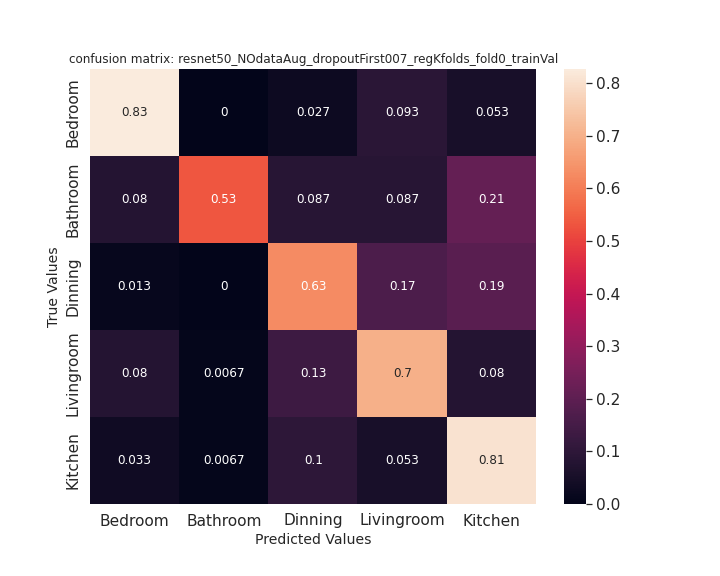 confusion matrix: resnet50_NOdataAug_dropoutFirst007_regKfolds_fold0_trainVal
True Values
Bedroom 0.83 0 0.027 0.093 0.053
Bathroom 0.08 0.53 0.087 0.087 0.21
Dinning 0.013 0 0.63 0.17 0.19
Livingroom 0.08 0.0067 0.13 0.7 0.08
Kitchen 0.033 0.0067 0.1 0.053 0.81
Bedroom Bathroom Dinning Livingroom Kitchen
Predicted Values
0.8
0.7
0.6
0.5
0.4
0.3
0.2
0.1
0.0